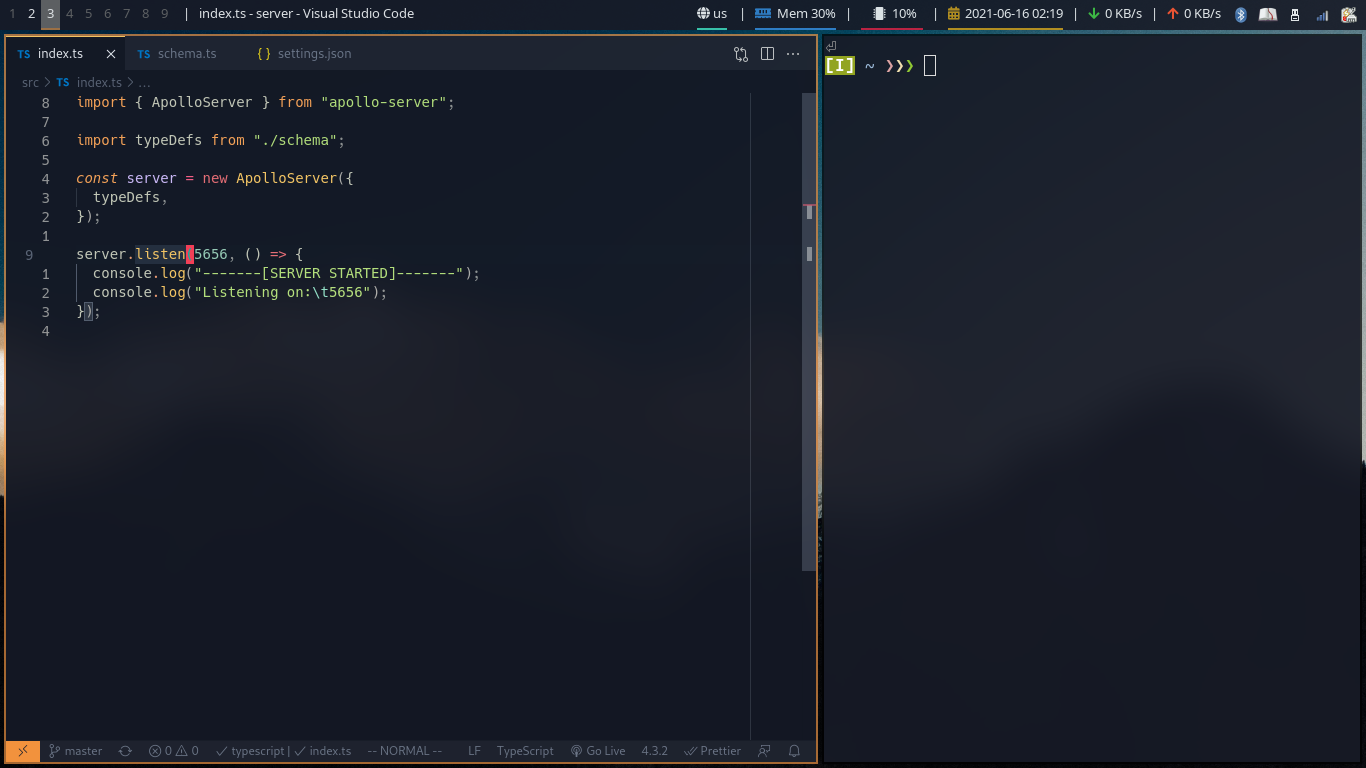 1 2 3 4 5 6 7 8 9 | index.ts - server - Visual Studio Code us | Mem 30% | 10% | 2021-06-16 02:19 | 0 KB/s | 0 KB/s
TS index.ts × TS schema.ts {} settings.json ···
src > TS index.ts > ...
8 import { ApolloServer } from "apollo-server";
7
6 import typeDefs from "./schema";
5
4 const server = new ApolloServer({
3 typeDefs,
2 });
1
9 server.listen(5656, () => {
1 console.log("-------[SERVER STARTED]-------");
2 console.log("Listening on:\t5656");
3 });
4
master 0 0 typescript | index.ts -- NORMAL -- LF TypeScript Go Live 4.3.2 Prettier
⏎
[I] ~ ❯❯❯